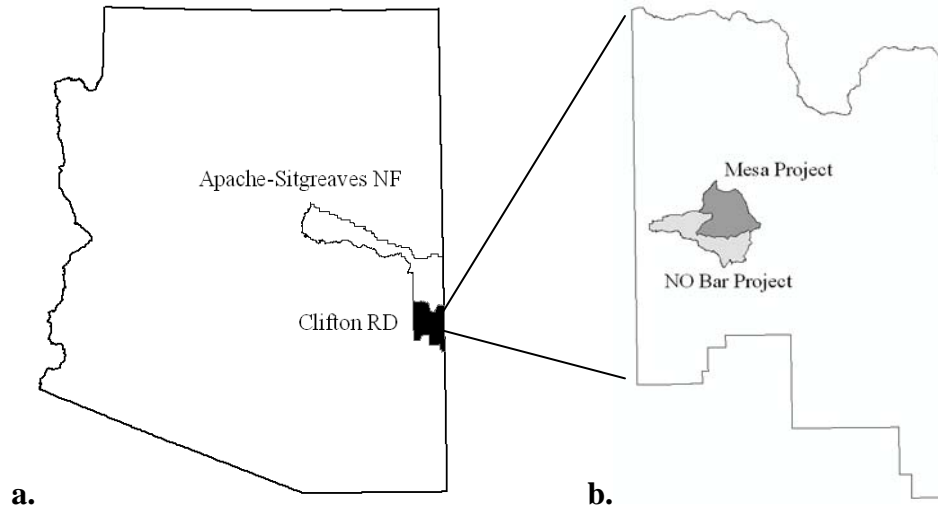 Apache-Sitgreaves NF
Clifton RD
a.
Mesa Project
NO Bar Project
b.